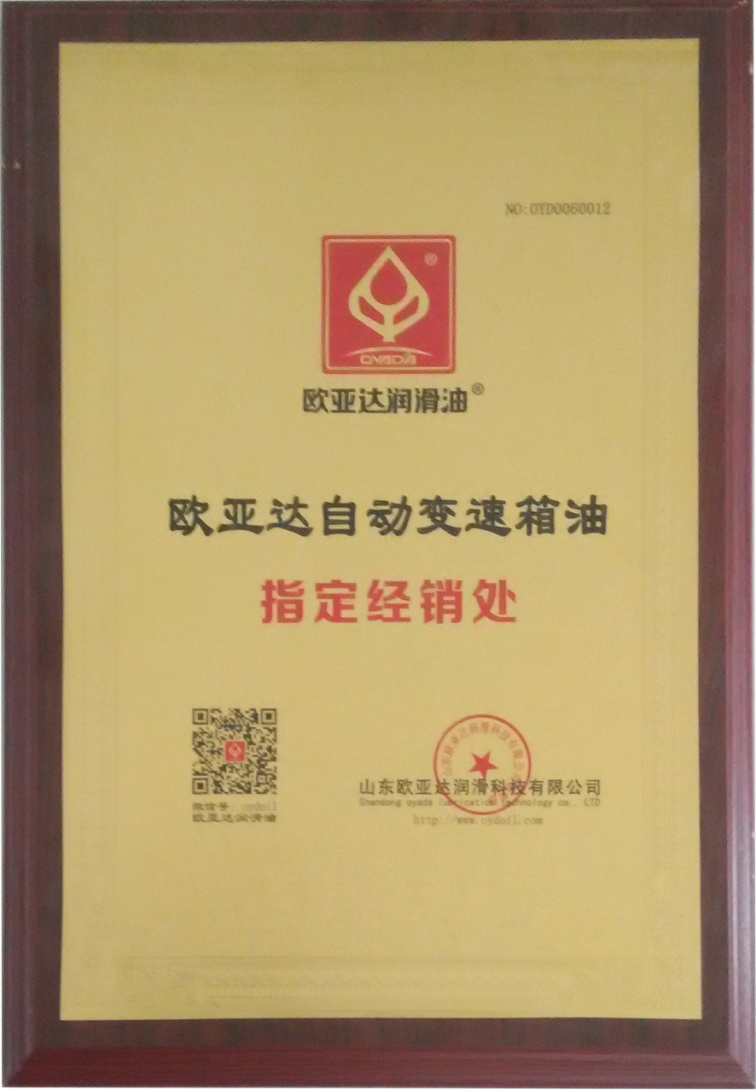 NO:OYD0060012
OYADA
®
欧亚达润滑油®
欧亚达自动变速箱油
指定经销处
微信号: oydoil
欧亚达润滑油
山东欧亚达润滑科技有限公司
Shandong oyada lubrication technology co., LTD
http://www.oydoil.com